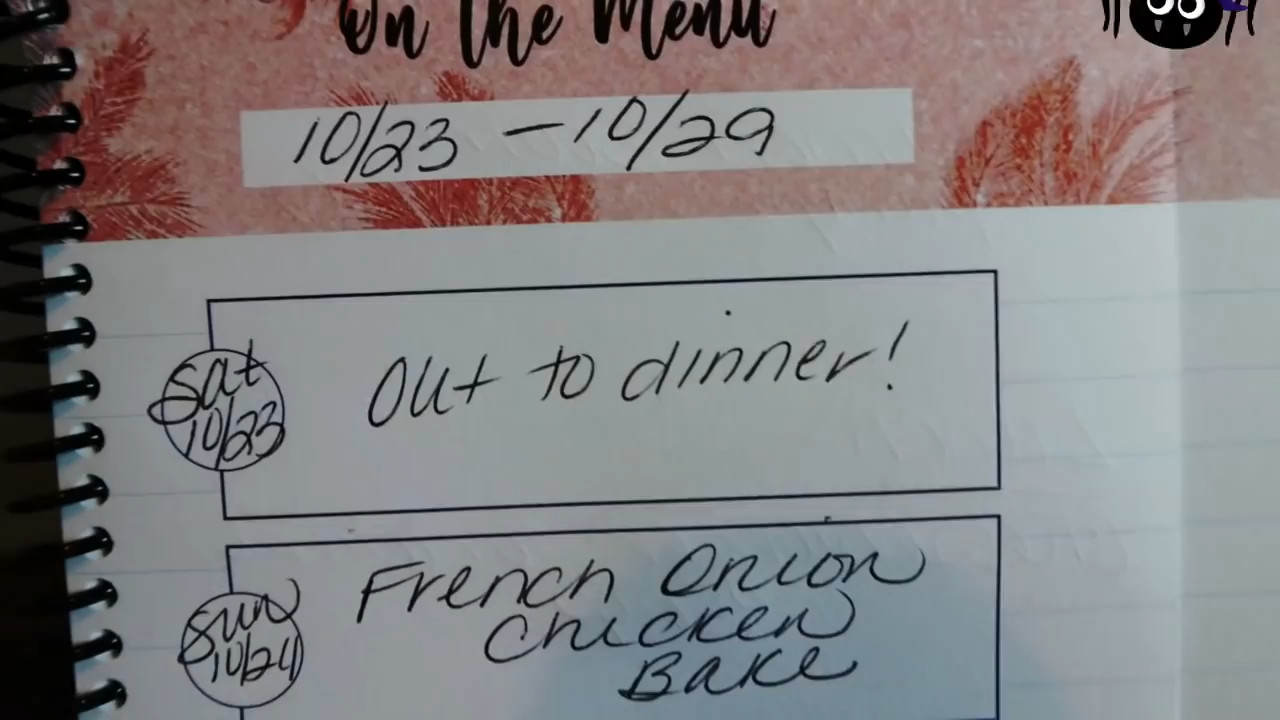 On the Menu
10/23 - 10/29
Sat
10/23
Out to dinner!
Sun
10/24
French Onion
Chicken
Bake